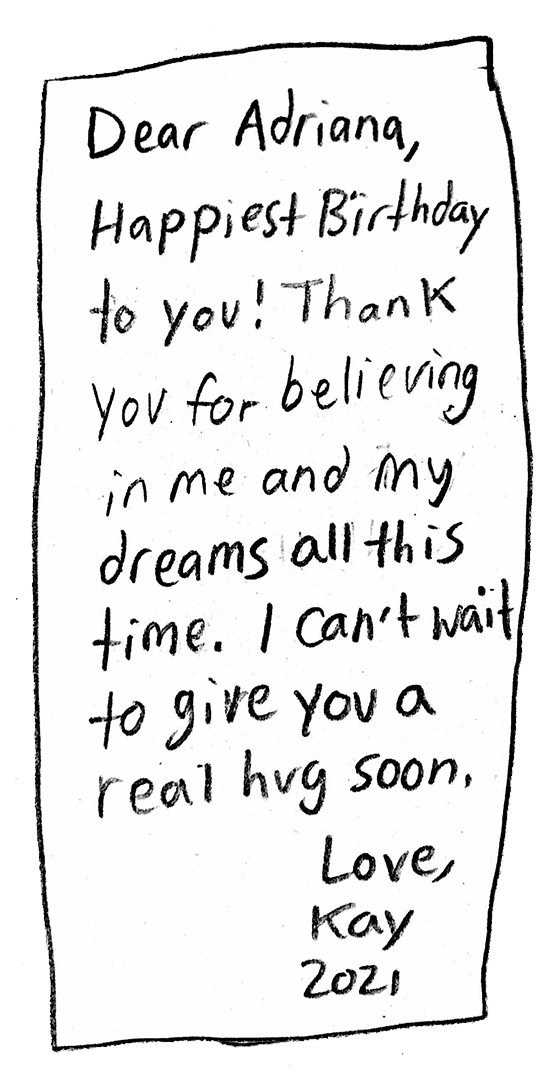 Dear Adriana,
Happiest Birthday
to you! Thank
you for believing
in me and my
dreams all this
time. I can't wait
to give you a
real hug soon.
Love,
Kay
2021